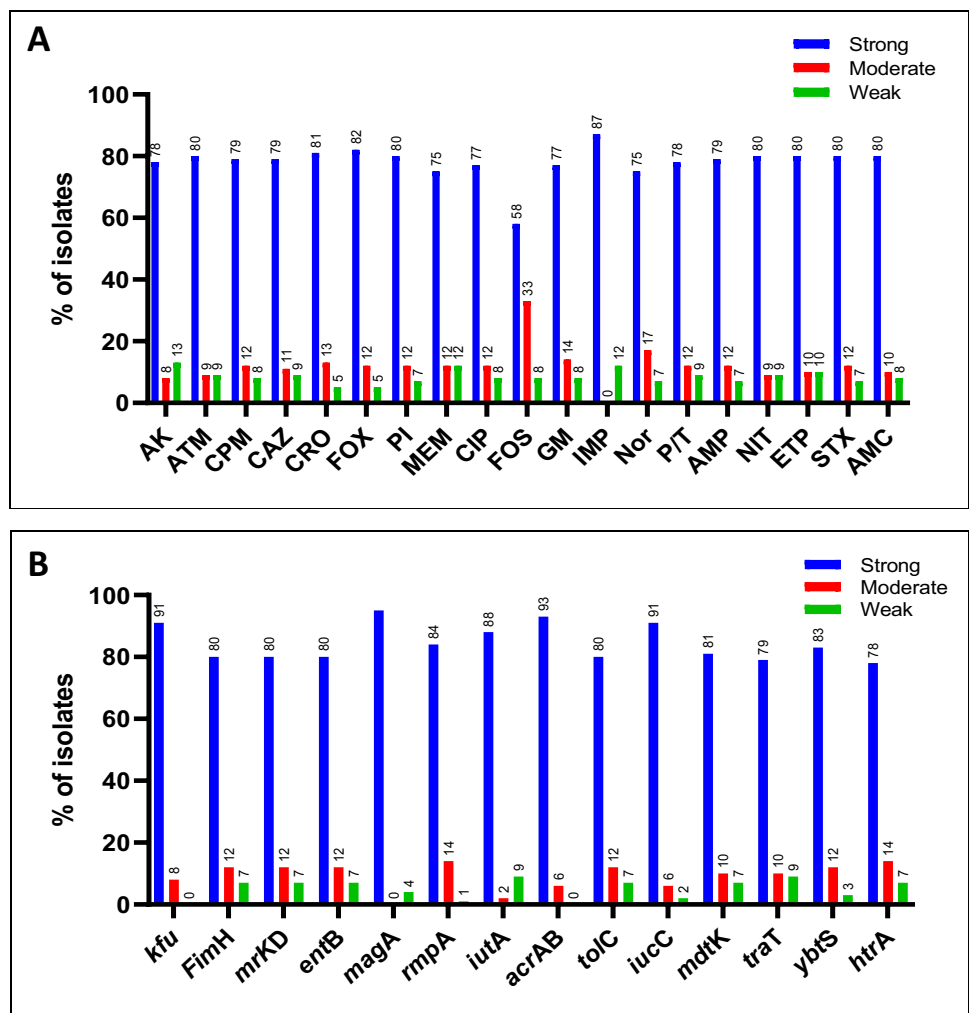 A
Strong
Moderate
Weak
% of isolates
100
80
60
40
20
0
78 8 13 80 9 9 79 12 8 79 11 9 81 13 5 82 12 5 80 12 7 75 12 12 77 12 8 58 33 8 77 14 8 87 0 12 75 17 7 78 12 9 79 12 7 80 9 9 80 10 10 80 12 7 80 10 8
AK ATM CPM CAZ CRO FOX PI MEM CIP FOS GM IMP Nor P/T AMP NIT ETP STX AMC
B
Strong
Moderate
Weak
% of isolates
100
80
60
40
20
0
91 8 0 80 12 7 80 12 7 80 12 7 0 4 84 14 1 88 2 9 93 6 0 80 12 7 91 6 2 81 10 7 79 10 9 83 12 3 78 14 7
kfu FimH mrKD entB magA rmpA iutA acrAB tolC iucC mdtK traT ybtS htrA